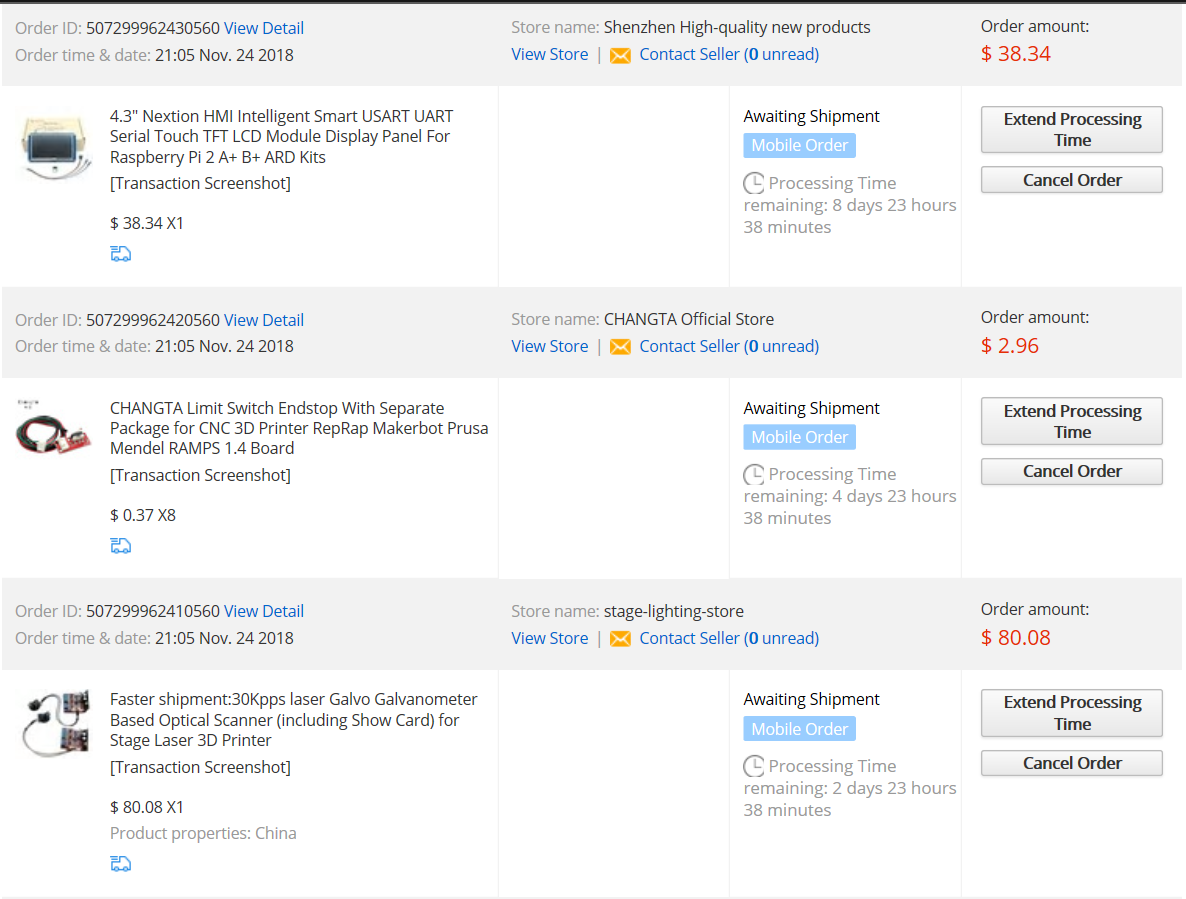 Order ID: 507299962430560 View Detail
Order time & date: 21:05 Nov. 24 2018
Store name: Shenzhen High-quality new products
View Store | Contact Seller (0 unread)
Order amount:
$ 38.34
4.3" Nextion HMI Intelligent Smart USART UART
Serial Touch TFT LCD Module Display Panel For
Raspberry Pi 2 A+ B+ ARD Kits
[Transaction Screenshot]
$ 38.34 X1
Awaiting Shipment
Mobile Order
Processing Time
remaining: 8 days 23 hours
38 minutes
Extend Processing
Time
Cancel Order
Order ID: 507299962420560 View Detail
Order time & date: 21:05 Nov. 24 2018
Store name: CHANGTA Official Store
View Store | Contact Seller (0 unread)
Order amount:
$ 2.96
CHANGTA Limit Switch Endstop With Separate
Package for CNC 3D Printer RepRap Makerbot Prusa
Mendel RAMPS 1.4 Board
[Transaction Screenshot]
$ 0.37 X8
Awaiting Shipment
Mobile Order
Processing Time
remaining: 4 days 23 hours
38 minutes
Extend Processing
Time
Cancel Order
Order ID: 507299962410560 View Detail
Order time & date: 21:05 Nov. 24 2018
Store name: stage-lighting-store
View Store | Contact Seller (0 unread)
Order amount:
$ 80.08
Faster shipment:30Kpps laser Galvo Galvanometer
Based Optical Scanner (including Show Card) for
Stage Laser 3D Printer
[Transaction Screenshot]
$ 80.08 X1
Product properties: China
Awaiting Shipment
Mobile Order
Processing Time
remaining: 2 days 23 hours
38 minutes
Extend Processing
Time
Cancel Order